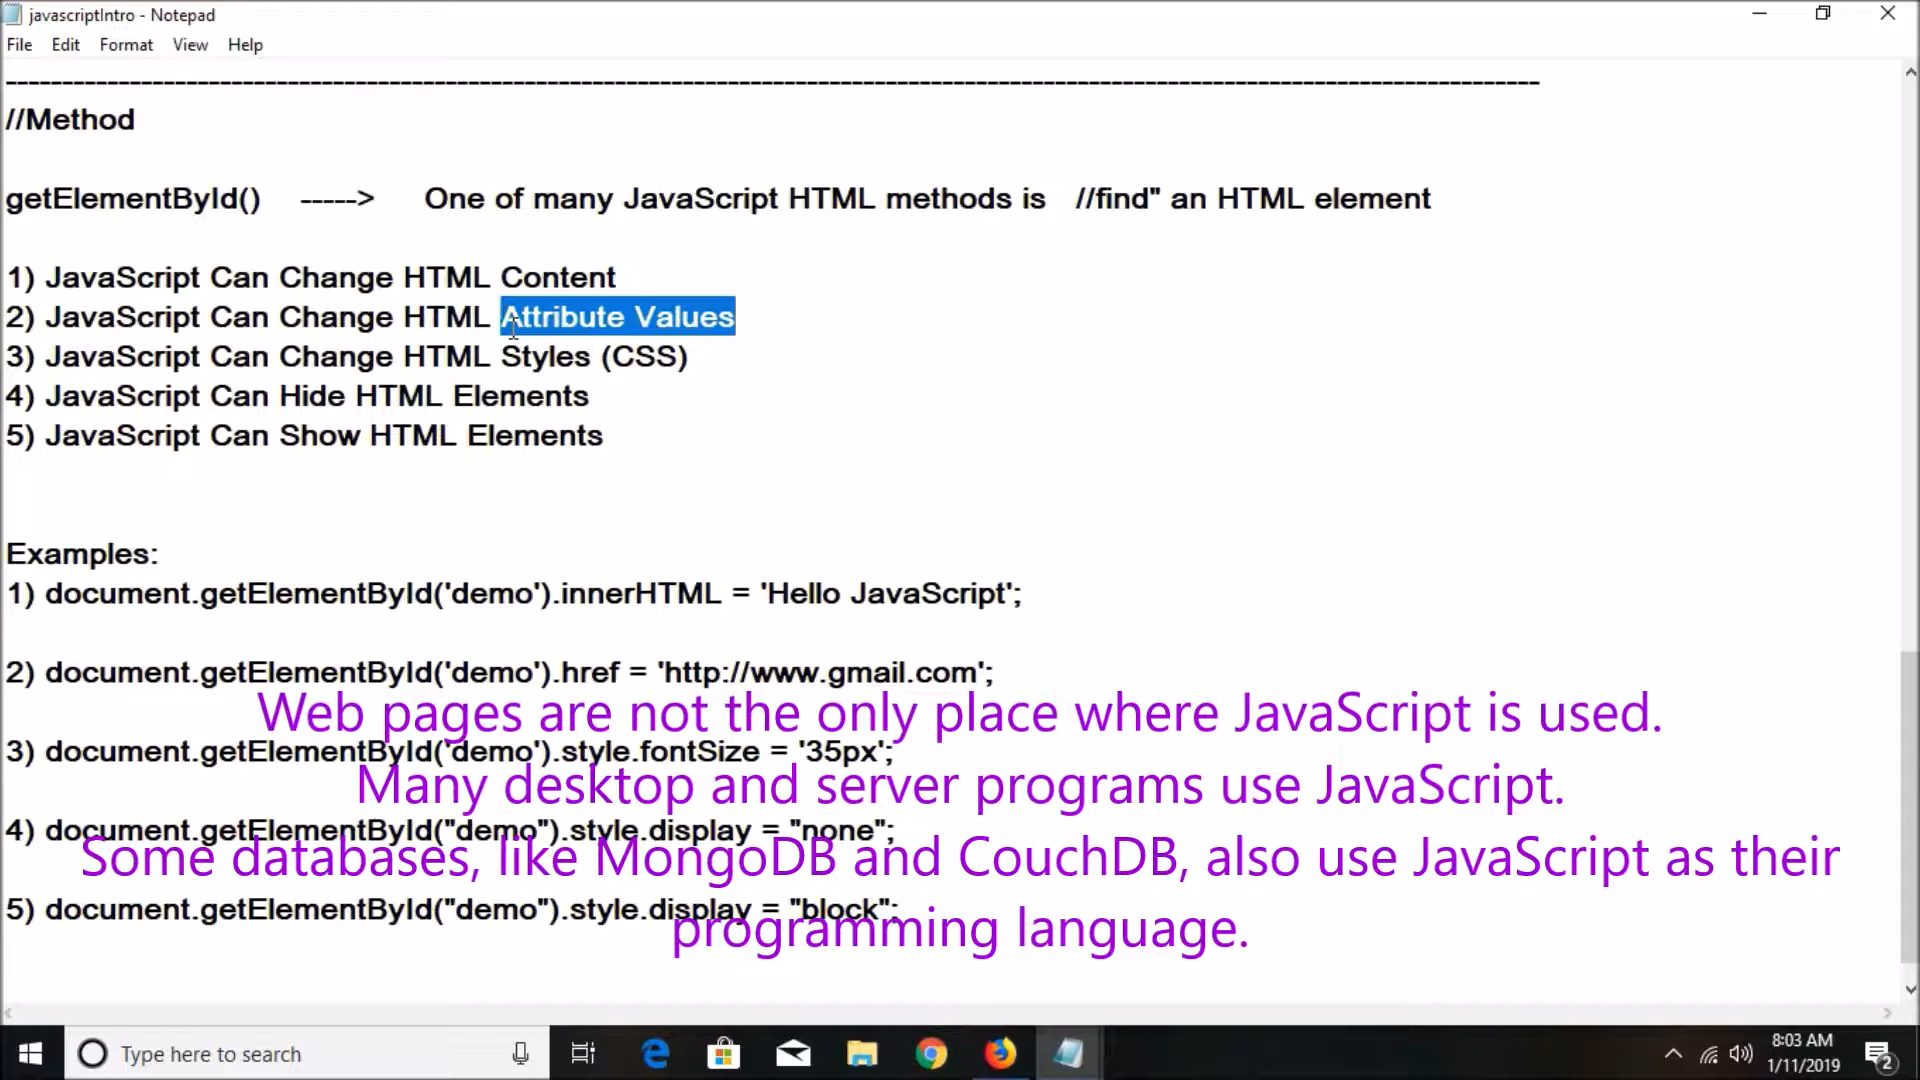 javascriptIntro - Notepad
File Edit Format View Help
-----------------------------------------------------------------------------------------------------------------------------------------
//Method
getElementById() -----> One of many JavaScript HTML methods is //find" an HTML element
1) JavaScript Can Change HTML Content
2) JavaScript Can Change HTML Attribute Values
3) JavaScript Can Change HTML Styles (CSS)
4) JavaScript Can Hide HTML Elements
5) JavaScript Can Show HTML Elements
Examples:
1) document.getElementById('demo').innerHTML = 'Hello JavaScript';
2) document.getElementById('demo').href = 'http://www.gmail.com';
Web pages are not the only place where JavaScript is used.
3) document.getElementById('demo').style.fontSize = '35px';
Many desktop and server programs use JavaScript.
4) document.getElementById("demo").style.display = "none";
Some databases, like MongoDB and CouchDB, also use JavaScript as their
5) document.getElementById("demo").style.display = "block";
programming language.
Type here to search
8:03 AM
1/11/2019
2